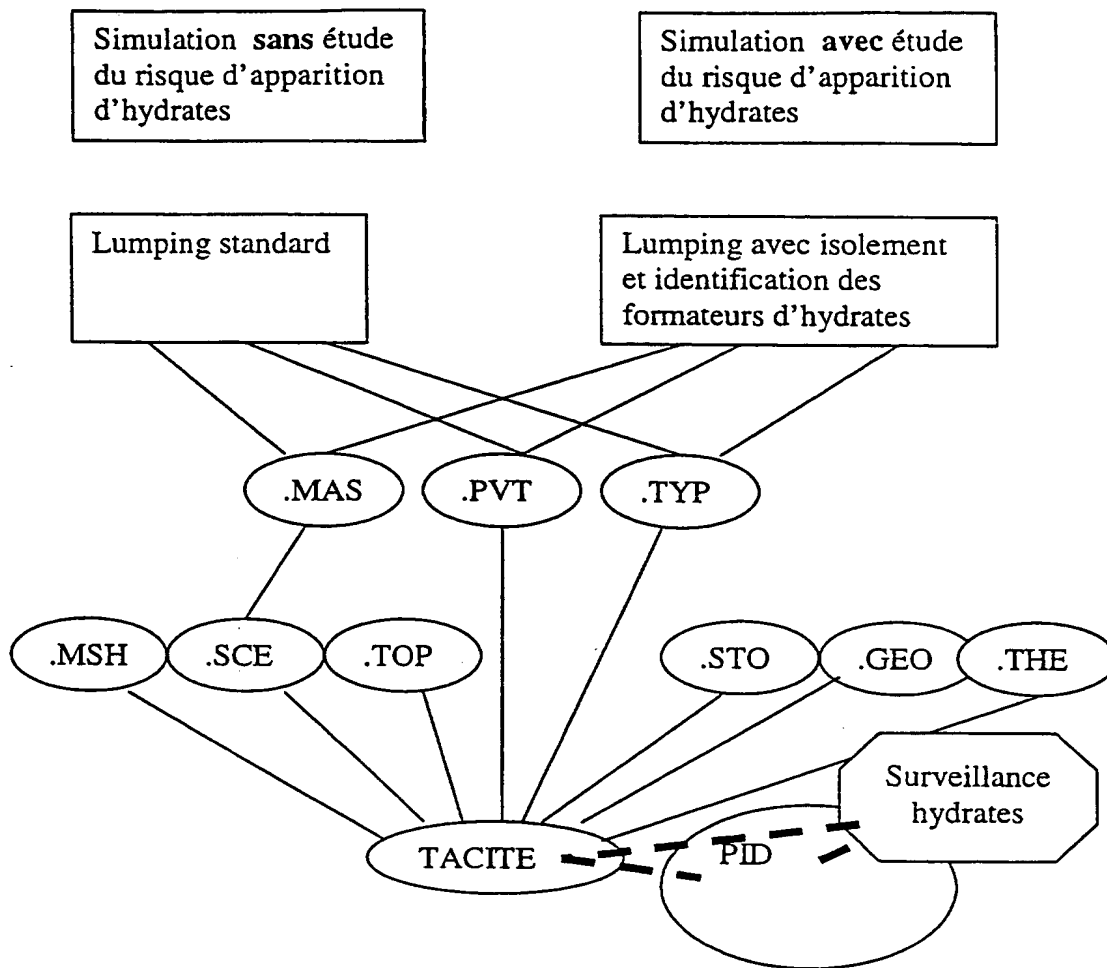 Simulation sans étude
du risque d'apparition
d'hydrates
Simulation avec étude
du risque d'apparition
d'hydrates
Lumping standard
Lumping avec isolement
et identification des
formateurs d'hydrates
.MAS
.PVT
.TYP
.MSH
.SCE
.TOP
.STO
.GEO
.THE
Surveillance
hydrates
TACITE
PID